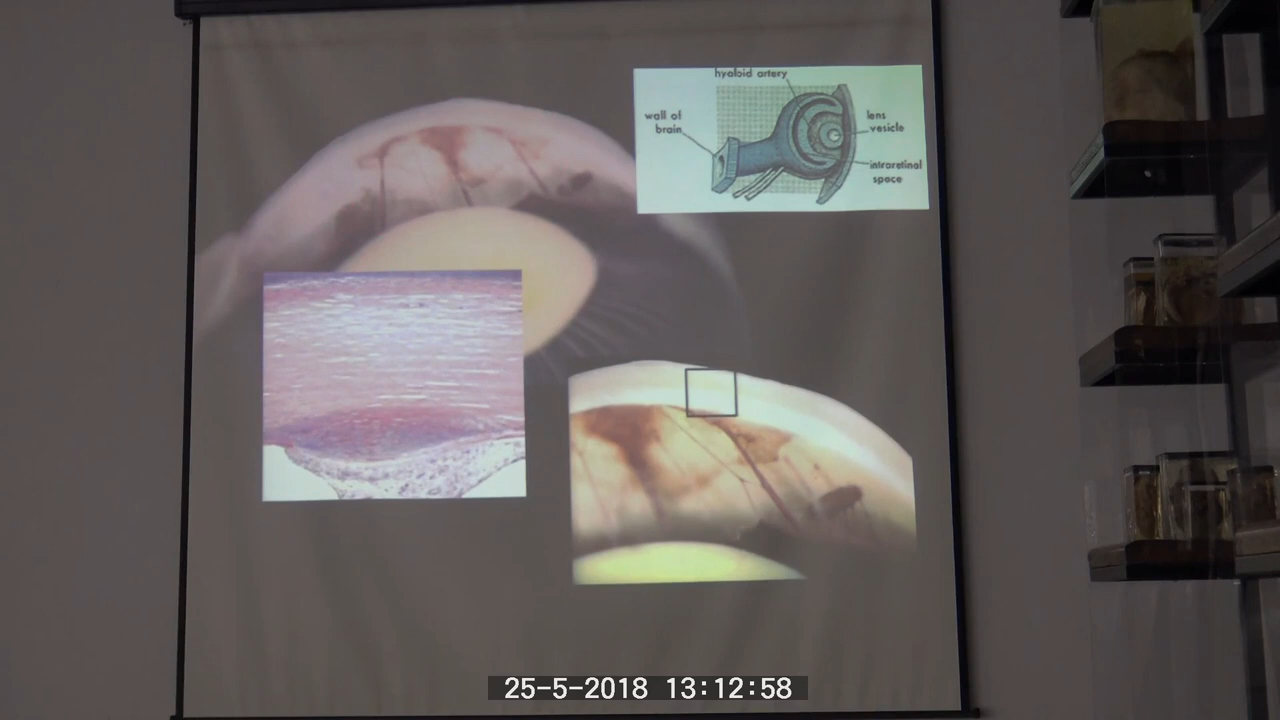 hyaloid artery
wall of
brain
lens
vesicle
intraretinal
space
25-5-2018 13:12:58